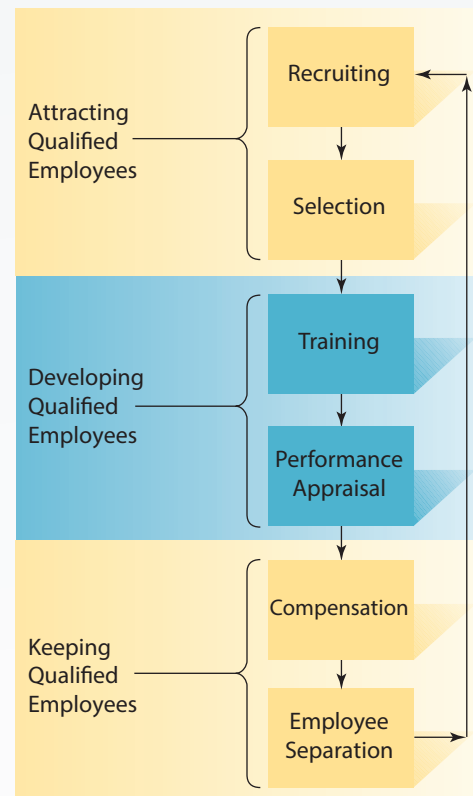 Recruiting
Attracting
Qualified
Employees
Selection
Training
Developing
Qualified
Employees
Performance
Appraisal
Compensation
Keeping
Qualified
Employees
Employee
Separation